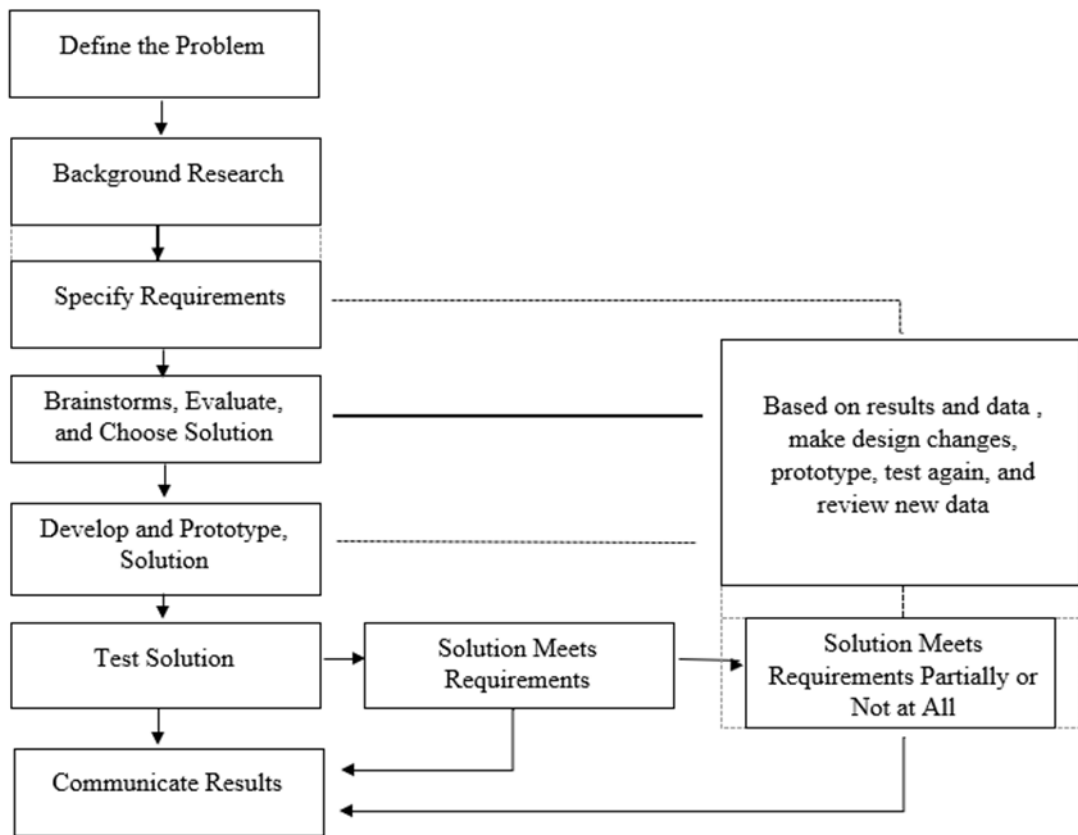 Define the Problem
Background Research
Specify Requirements
Brainstorms, Evaluate,
and Choose Solution
Based on results and data ,
make design changes,
prototype, test again, and
review new data
Develop and Prototype,
Solution
Test Solution
Solution Meets
Requirements
Solution Meets
Requirements Partially or
Not at All
Communicate Results